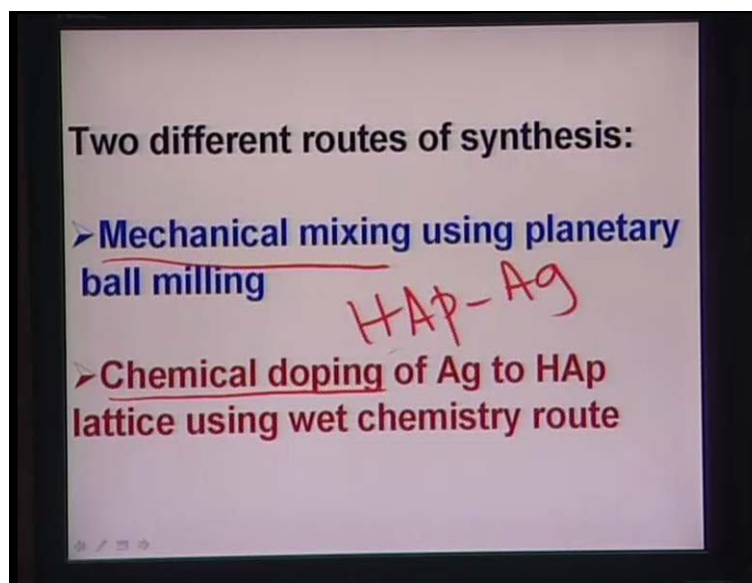 Two different routes of synthesis:
➢Mechanical mixing using planetary
ball milling
HAp-Ag
➢Chemical doping of Ag to HAp
lattice using wet chemistry route